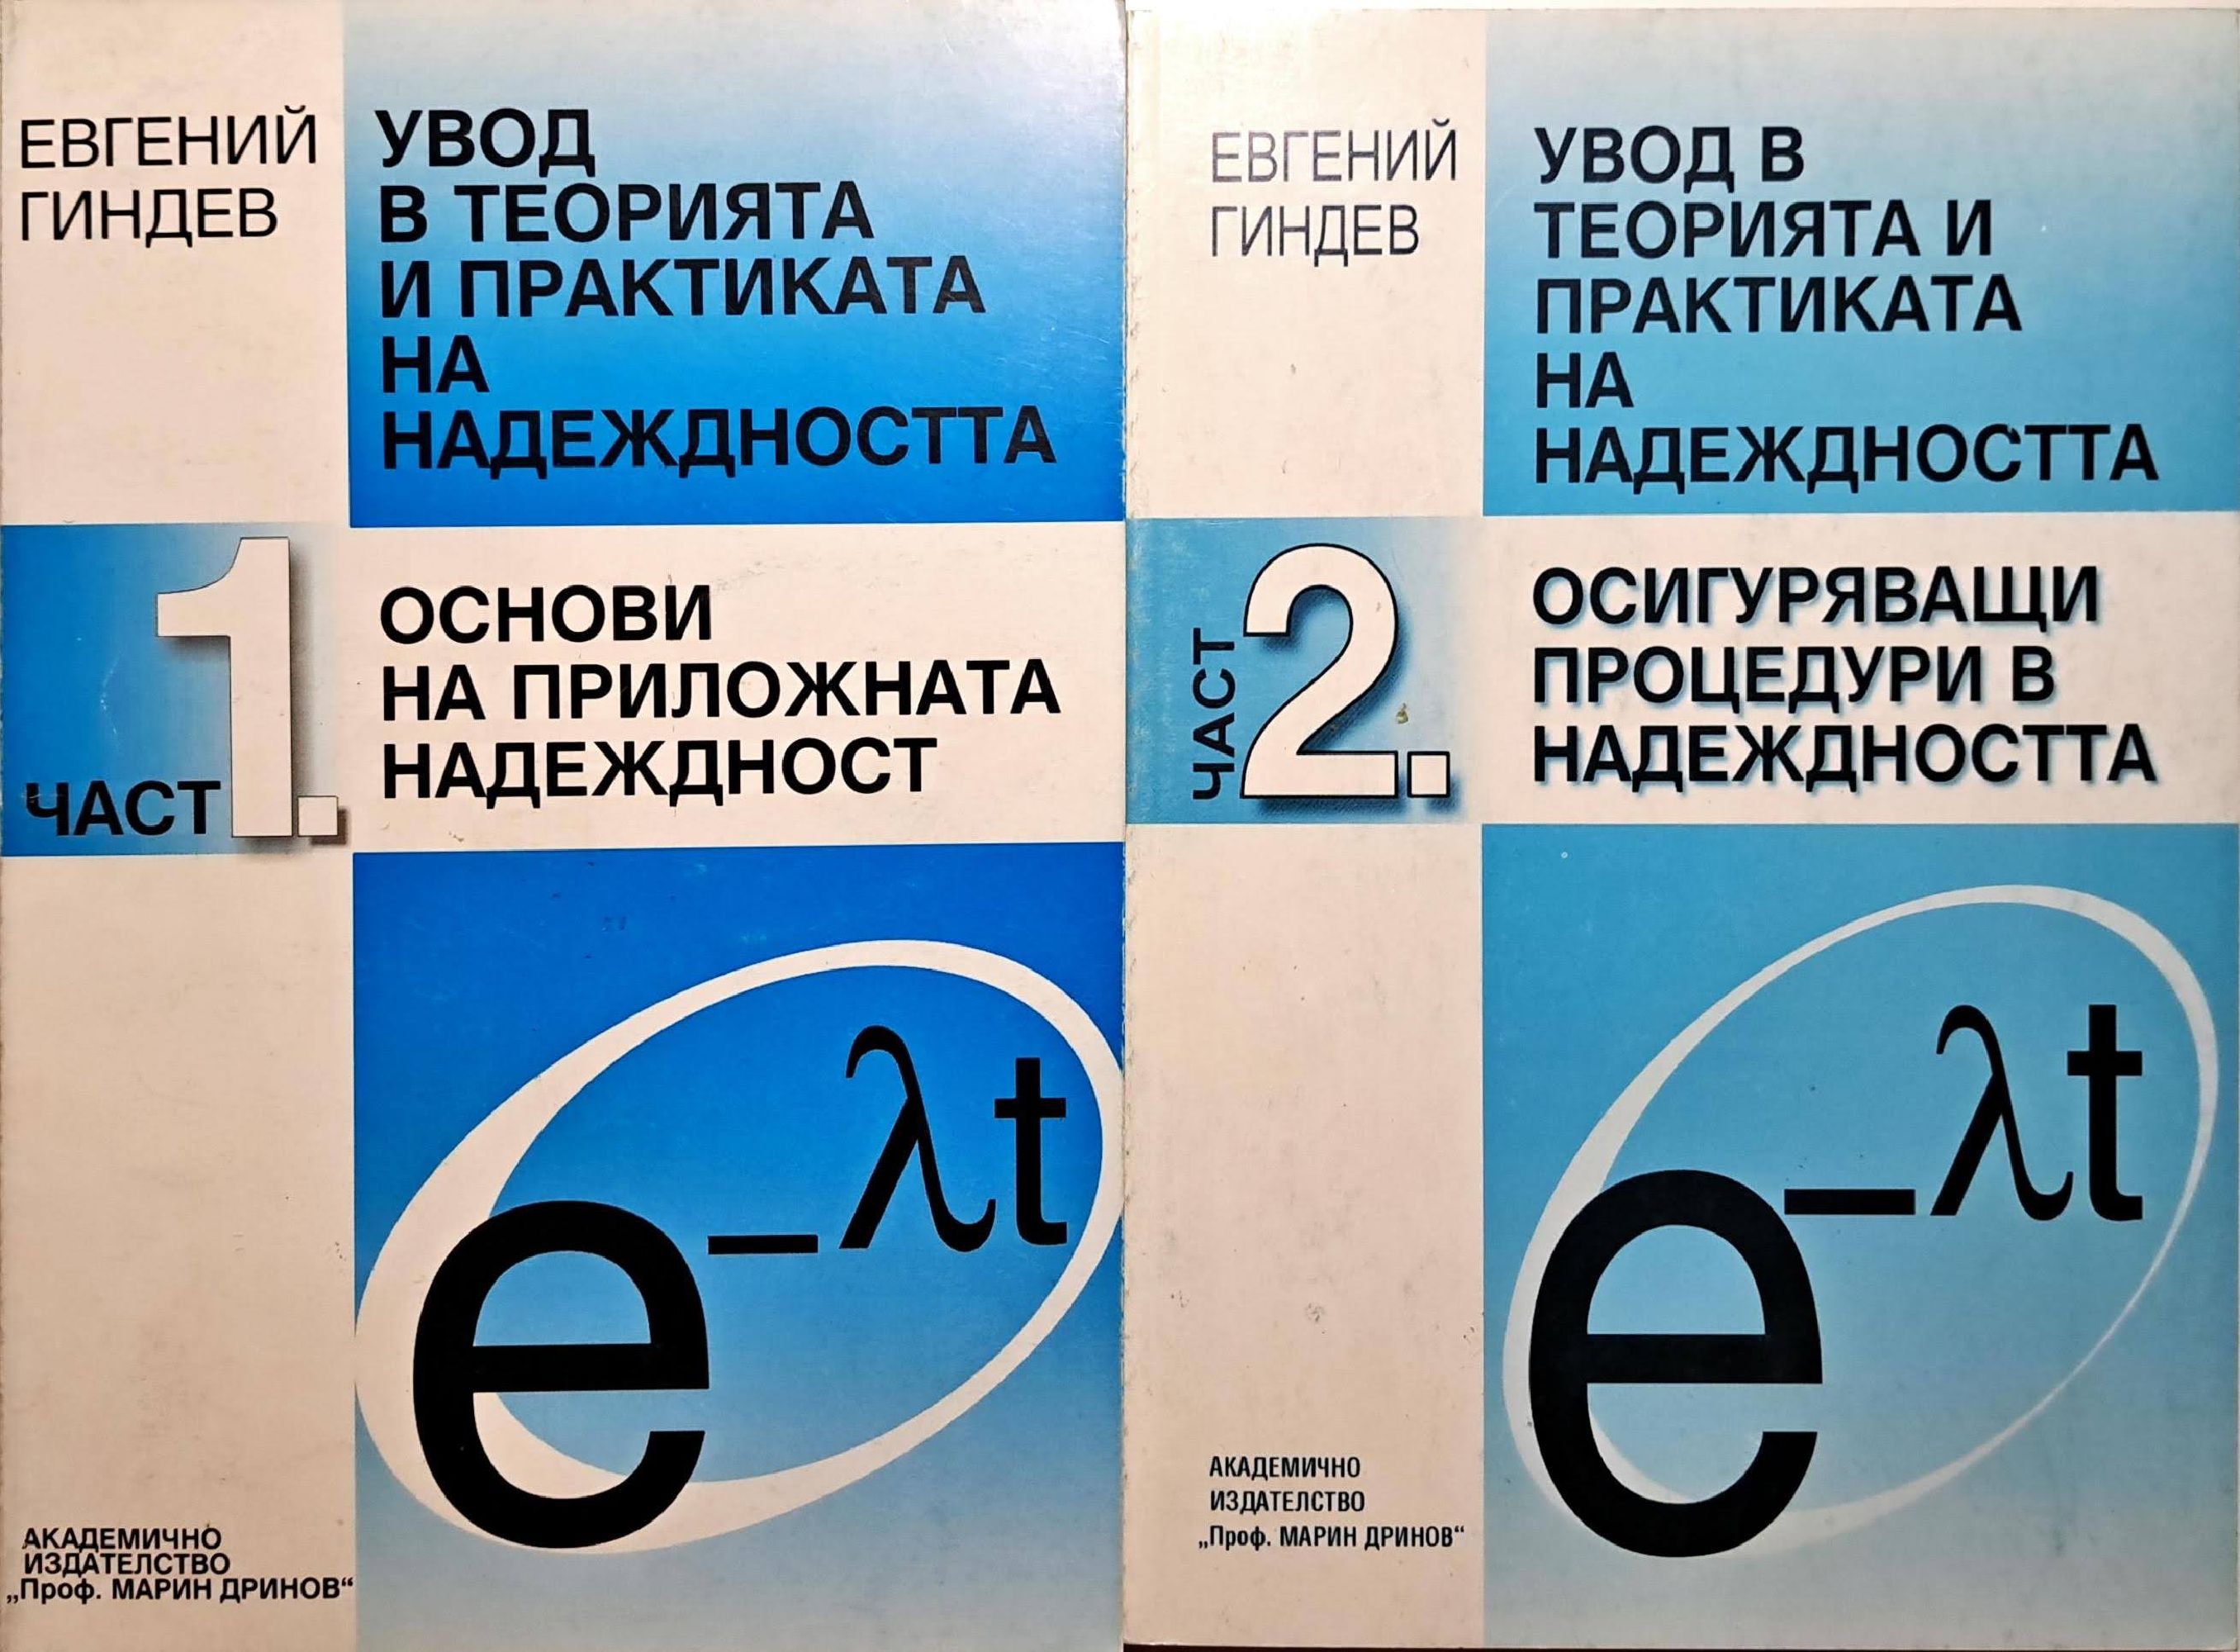 ЕВГЕНИЙ
ГИНДЕВ
УВОД
В ТЕОРИЯТА
И ПРАКТИКАТА
НА
НАДЕЖДНОСТТА
ЧАСТ 1.
ОСНОВИ
НА ПРИЛОЖНАТА
НАДЕЖДНОСТ
e–λt
АКАДЕМИЧНО
ИЗДАТЕЛСТВО
„Проф. МАРИН ДРИНОВ“
ЕВГЕНИЙ
ГИНДЕВ
УВОД В
ТЕОРИЯТА И
ПРАКТИКАТА
НА
НАДЕЖДНОСТТА
ЧАСТ 2.
ОСИГУРЯВАЩИ
ПРОЦЕДУРИ В
НАДЕЖДНОСТТА
e–λt
АКАДЕМИЧНО
ИЗДАТЕЛСТВО
„Проф. МАРИН ДРИНОВ“